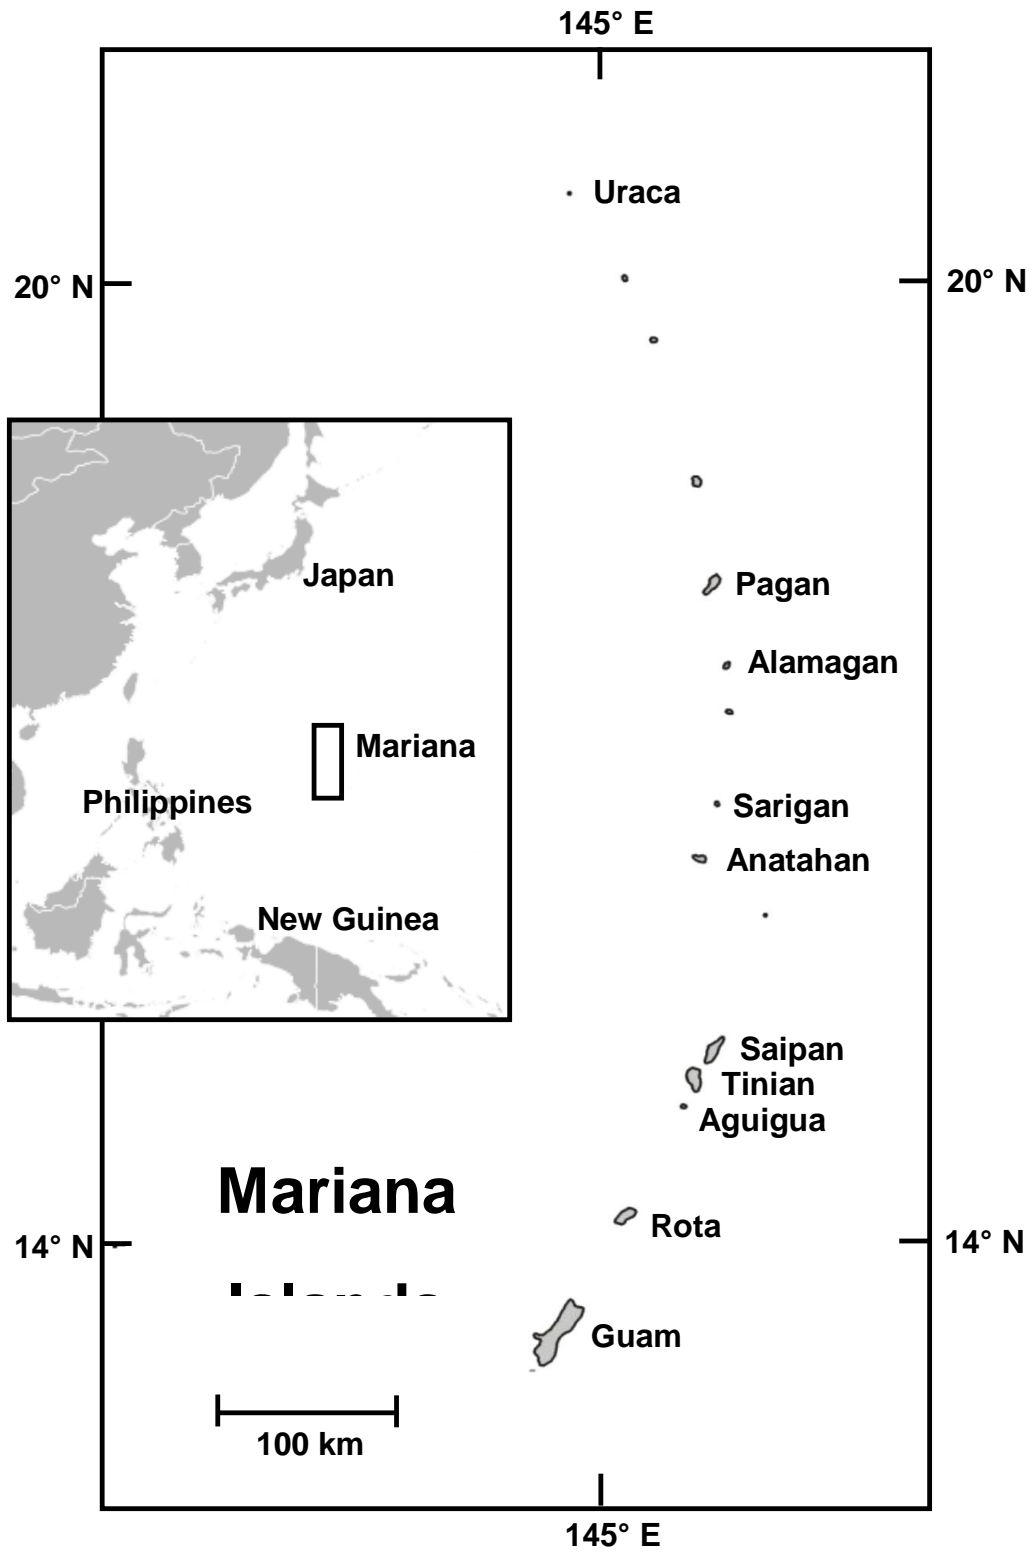 145° E
Uraca
20° N
20° N
Pagan
Alamagan
Sarigan
Anatahan
Saipan
Tinian
Aguigua
Rota
Guam
Japan
Mariana
Philippines
New Guinea
Mariana
Islands
14° N
14° N
100 km
145° E